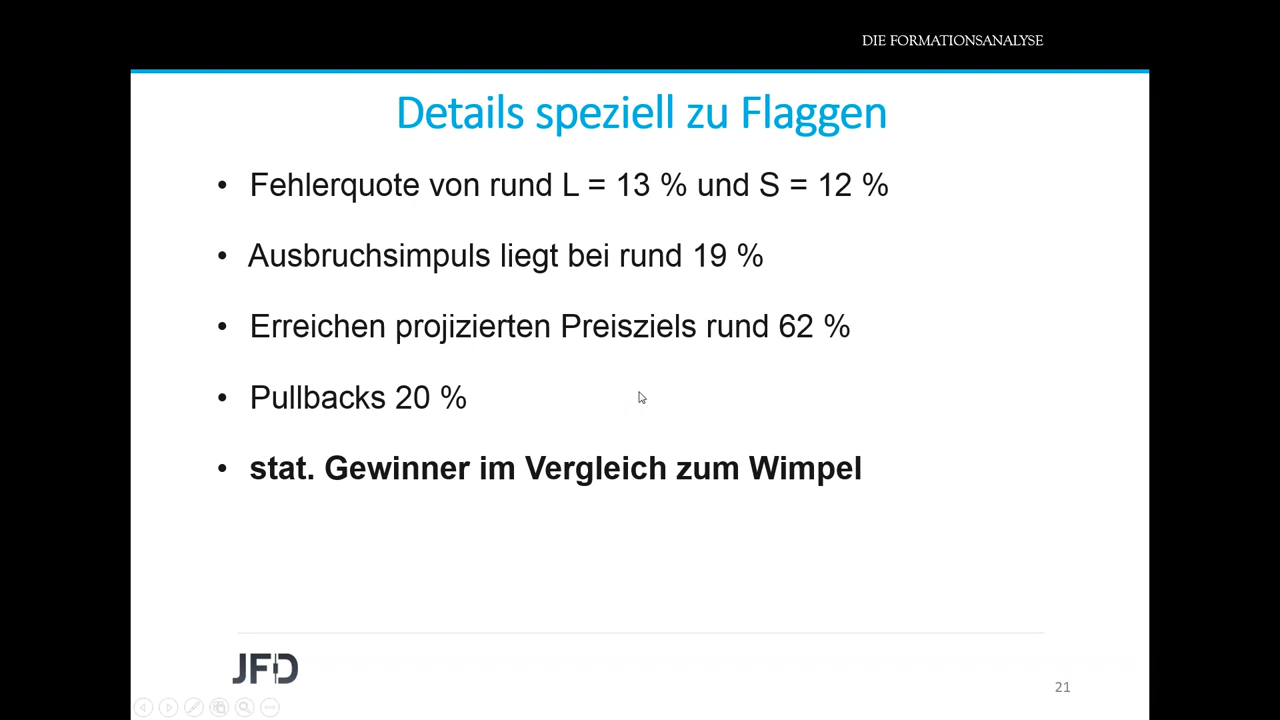 DIE FORMATIONSANALYSE
Details speziell zu Flaggen
• Fehlerquote von rund L = 13 % und S = 12 %
• Ausbruchsimpuls liegt bei rund 19 %
• Erreichen projizierten Preisziels rund 62 %
• Pullbacks 20 %
• stat. Gewinner im Vergleich zum Wimpel
JFD
21